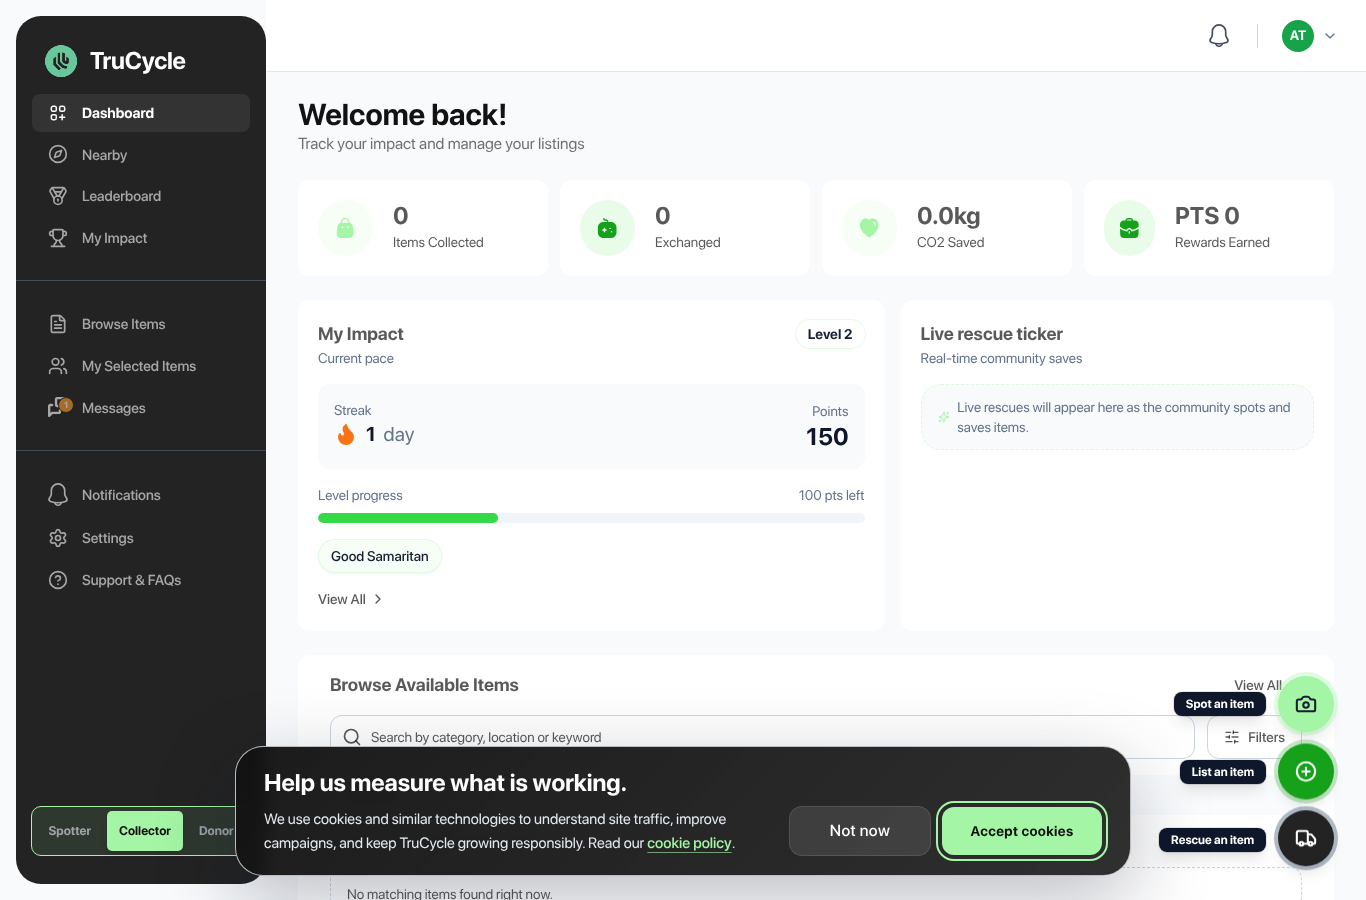 TruCycle
Dashboard
Nearby
Leaderboard
My Impact
Browse Items
My Selected Items
1
Messages
Notifications
Settings
Support & FAQs
Spotter
Collector
Donor
AT
Welcome back!
Track your impact and manage your listings
0
Items Collected
0
Exchanged
0.0kg
CO2 Saved
PTS 0
Rewards Earned
My Impact
Level 2
Current pace
Streak
1 day
Points
150
Level progress
100 pts left
Good Samaritan
View All
Live rescue ticker
Real-time community saves
Live rescues will appear here as the community spots and
saves items.
Browse Available Items
View All
Spot an item
Search by category, location or keyword
Filters
List an item
Rescue an item
Help us measure what is working.
We use cookies and similar technologies to understand site traffic, improve
campaigns, and keep TruCycle growing responsibly. Read our cookie policy.
Not now
Accept cookies
No matching items found right now.